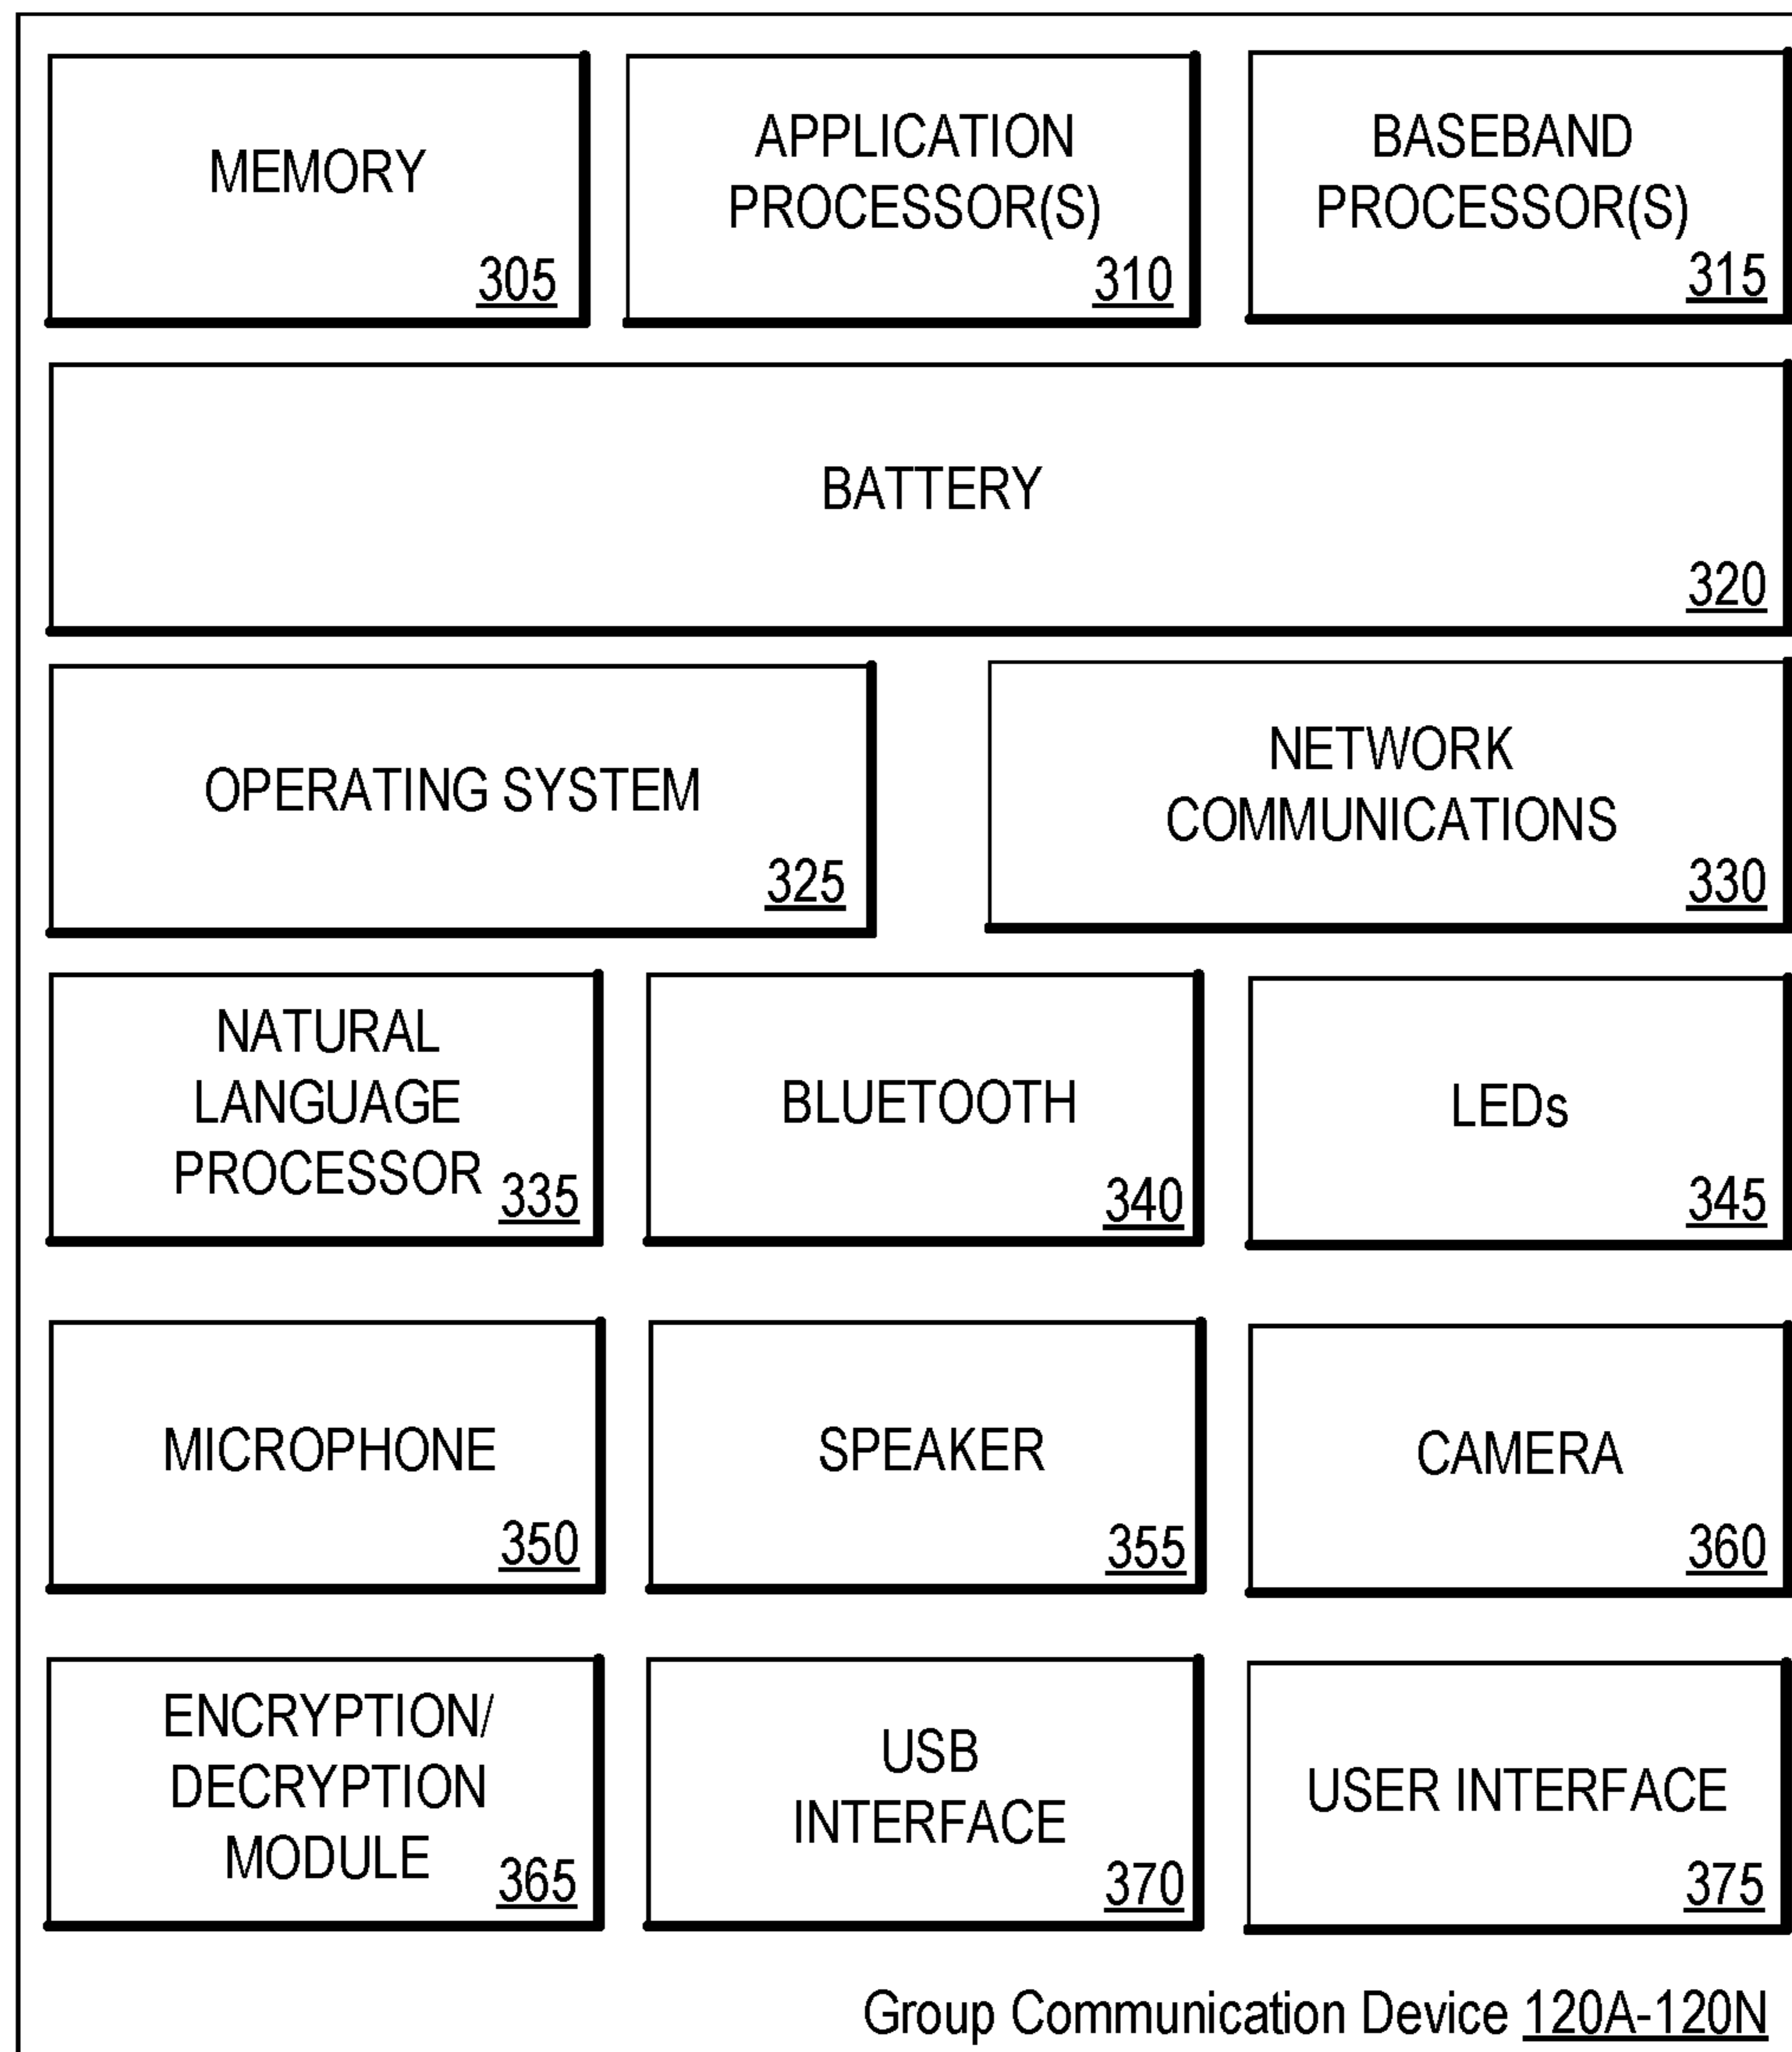 MEMORY
305
APPLICATION
PROCESSOR(S)
310
BASEBAND
PROCESSOR(S)
315
BATTERY
320
OPERATING SYSTEM
325
NETWORK
COMMUNICATIONS
330
NATURAL
LANGUAGE
PROCESSOR
335
BLUETOOTH
340
LEDs
345
MICROPHONE
350
SPEAKER
355
CAMERA
360
ENCRYPTION/
DECRYPTION
MODULE
365
USB
INTERFACE
370
USER INTERFACE
375
Group Communication Device 120A-120N